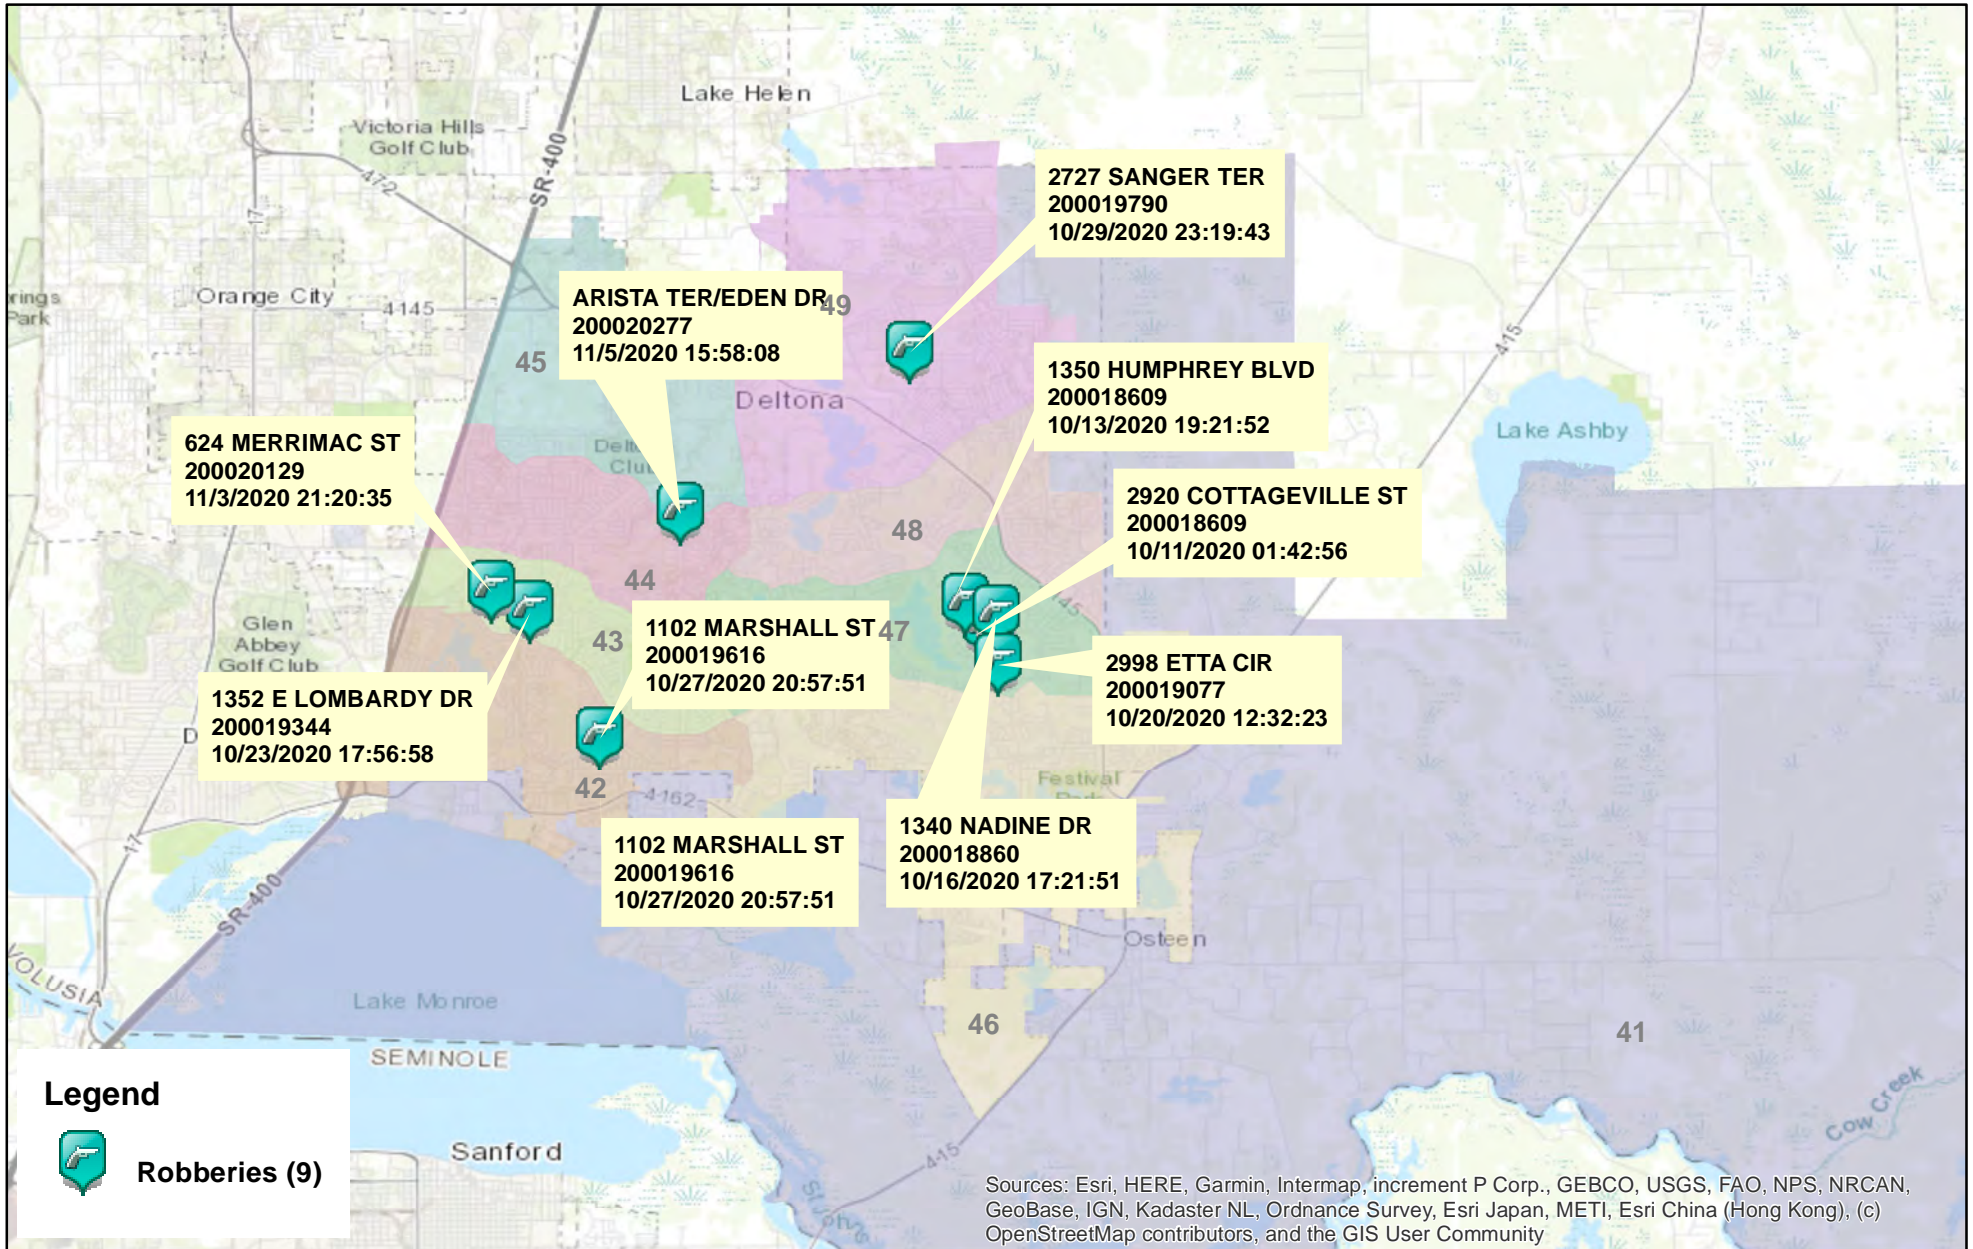 Lake Helen
Victoria Hills
Golf Club
SR-400
472
17
2727 SANGER TER
200019790
10/29/2020 23:19:43
rings
Park
Orange City
4145
ARISTA TER/EDEN DR
200020277
11/5/2020 15:58:08
49
45
415
1350 HUMPHREY BLVD
200018609
10/13/2020 19:21:52
Deltona
Lake Ashby
624 MERRIMAC ST
200020129
11/3/2020 21:20:35
Club
2920 COTTAGEVILLE ST
200018609
10/11/2020 01:42:56
48
44
Glen
Abbey
Golf Club
43
1102 MARSHALL ST
200019616
10/27/2020 20:57:51
47
2998 ETTA CIR
200019077
10/20/2020 12:32:23
1352 E LOMBARDY DR
200019344
10/23/2020 17:56:58
D
42
4162
Festival
Park
1102 MARSHALL ST
200019616
10/27/2020 20:57:51
1340 NADINE DR
200018860
10/16/2020 17:21:51
17
SR-400
Osteen
VOLUSIA
Lake Monroe
46
41
SEMINOLE
Cow Creek
Legend
Robberies (9)
Sanford
415
St Johns
Sources: Esri, HERE, Garmin, Intermap, increment P Corp., GEBCO, USGS, FAO, NPS, NRCAN,
GeoBase, IGN, Kadaster NL, Ordnance Survey, Esri Japan, METI, Esri China (Hong Kong), (c)
OpenStreetMap contributors, and the GIS User Community